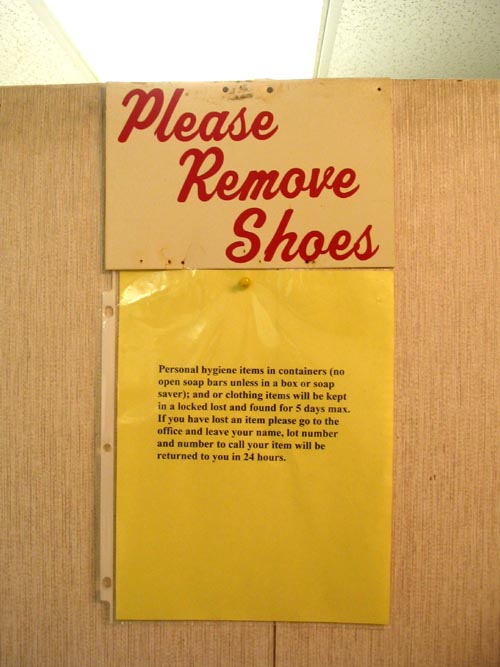 Please
Remove
Shoes
Personal hygiene items in containers (no
open soap bars unless in a box or soap
saver); and or clothing items will be kept
in a locked lost and found for 5 days max.
If you have lost an item please go to the
office and leave your name, lot number
and number to call your item will be
returned to you in 24 hours.